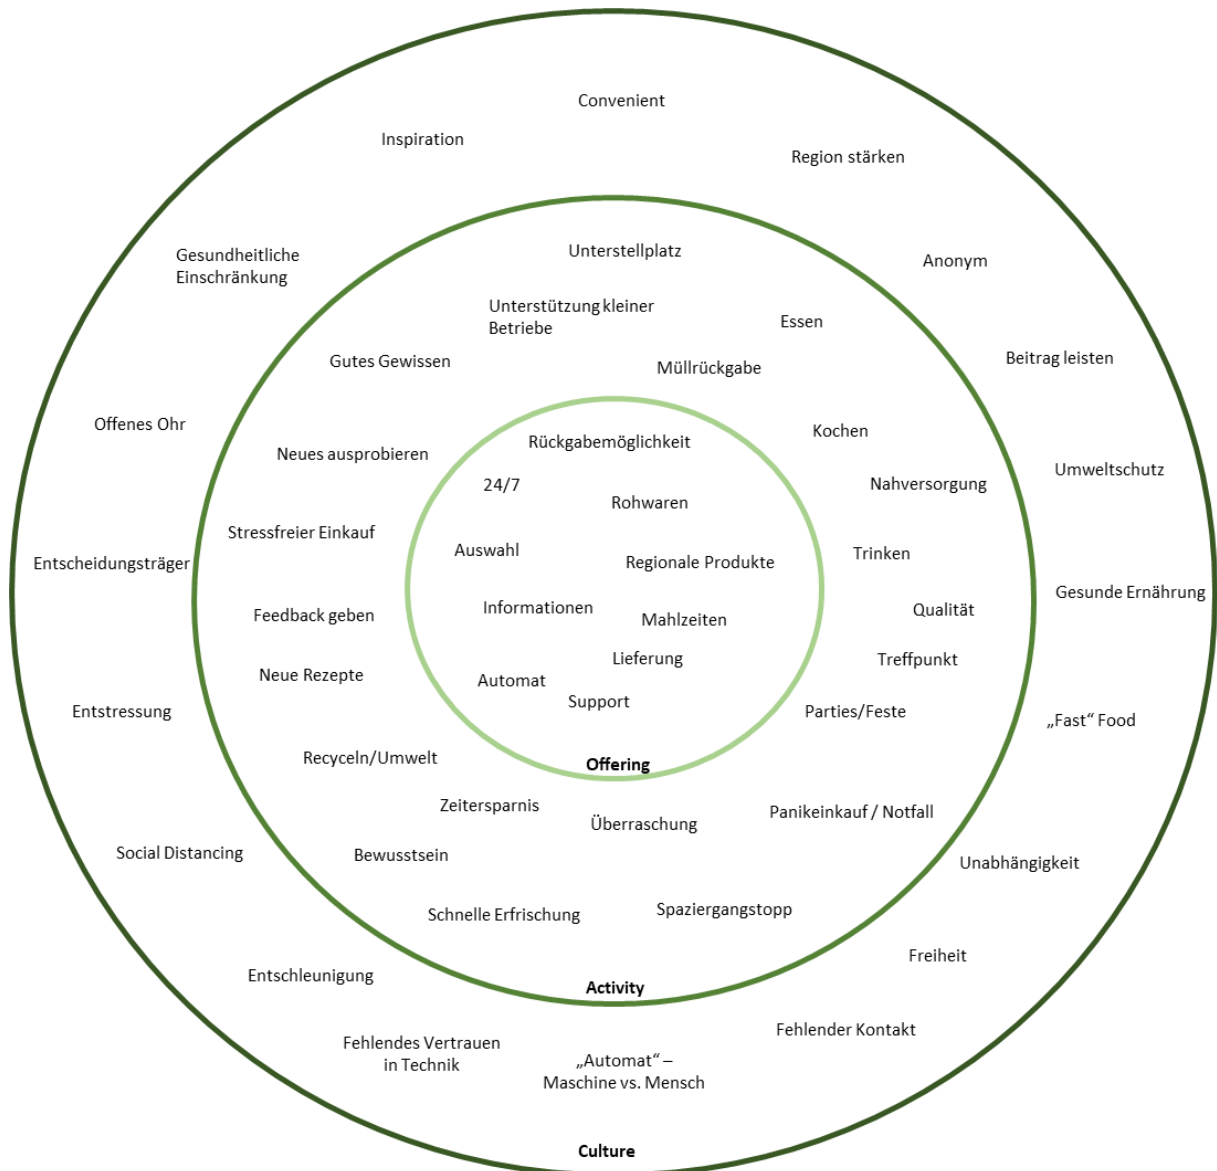 Convenient
Inspiration
Region stärken
Gesundheitliche
Einschränkung
Unterstellplatz
Anonym
Unterstützung kleiner
Betriebe
Essen
Gutes Gewissen
Müllrückgabe
Beitrag leisten
Offenes Ohr
Kochen
Rückgabemöglichkeit
Neues ausprobieren
Umweltschutz
24/7
Nahversorgung
Rohwaren
Stressfreier Einkauf
Auswahl
Trinken
Entscheidungsträger
Regionale Produkte
Gesunde Ernährung
Informationen
Qualität
Feedback geben
Mahlzeiten
Lieferung
Treffpunkt
Neue Rezepte
Automat
Support
Entstressung
Parties/Feste
„Fast“ Food
Recyceln/Umwelt
Offering
Zeitersparnis
Panikeinkauf / Notfall
Überraschung
Social Distancing
Bewusstsein
Unabhängigkeit
Schnelle Erfrischung
Spaziergangstopp
Freiheit
Entschleunigung
Activity
Fehlender Kontakt
Fehlendes Vertrauen
in Technik
„Automat“ –
Maschine vs. Mensch
Culture